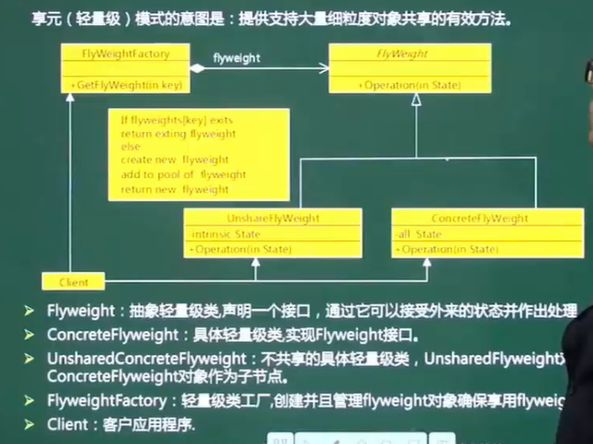 享元（轻量级）模式的意图是：提供支持大量细粒度对象共享的有效方法。
FlyWeightFactory
+GetFlyWeight(in key)
flyweight
FlyWeight
+Operation(in State)
If flyweights[key] exits
return exting flyweight
else
create new flyweight
add to pool of flyweight
return new flyweight
UnshareFlyWeight
-intrinsic State
+Operation(in State)
ConcreteFlyWeight
-all State
+Operation(in State)
Client
Flyweight：抽象轻量级类,声明一个接口，通过它可以接受外来的状态并作出处理
ConcreteFlyweight：具体轻量级类,实现Flyweight接口。
UnsharedConcreteFlyweight：不共享的具体轻量级类，UnsharedFlyweight
ConcreteFlyweight对象作为子节点。
FlyweightFactory：轻量级类工厂,创建并且管理flyweight对象确保享用flyweig
Client：客户应用程序.